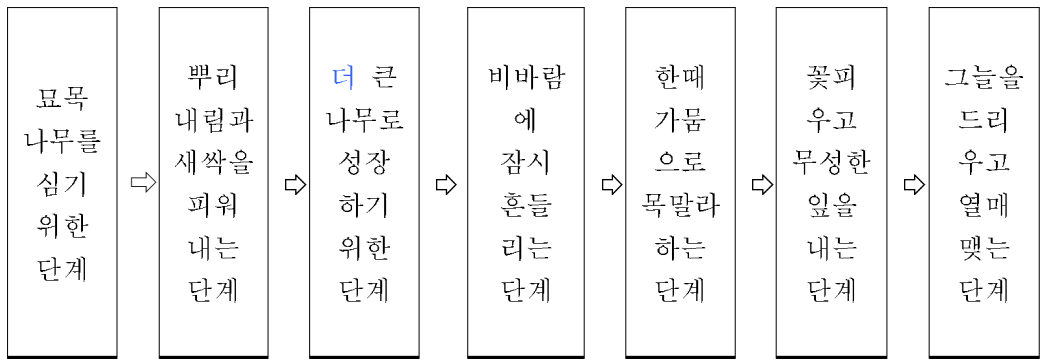 묘목
나무를
심기
위한
단계
⇨
뿌리
내림과
새싹을
피워
내는
단계
⇨
더 큰
나무로
성장
하기
위한
단계
⇨
비바람
에
잠시
흔들
리는
단계
⇨
한때
가뭄
으로
목말라
하는
단계
⇨
꽃피
우고
무성한
잎을
내는
단계
⇨
그늘을
드리
우고
열매
맺는
단계